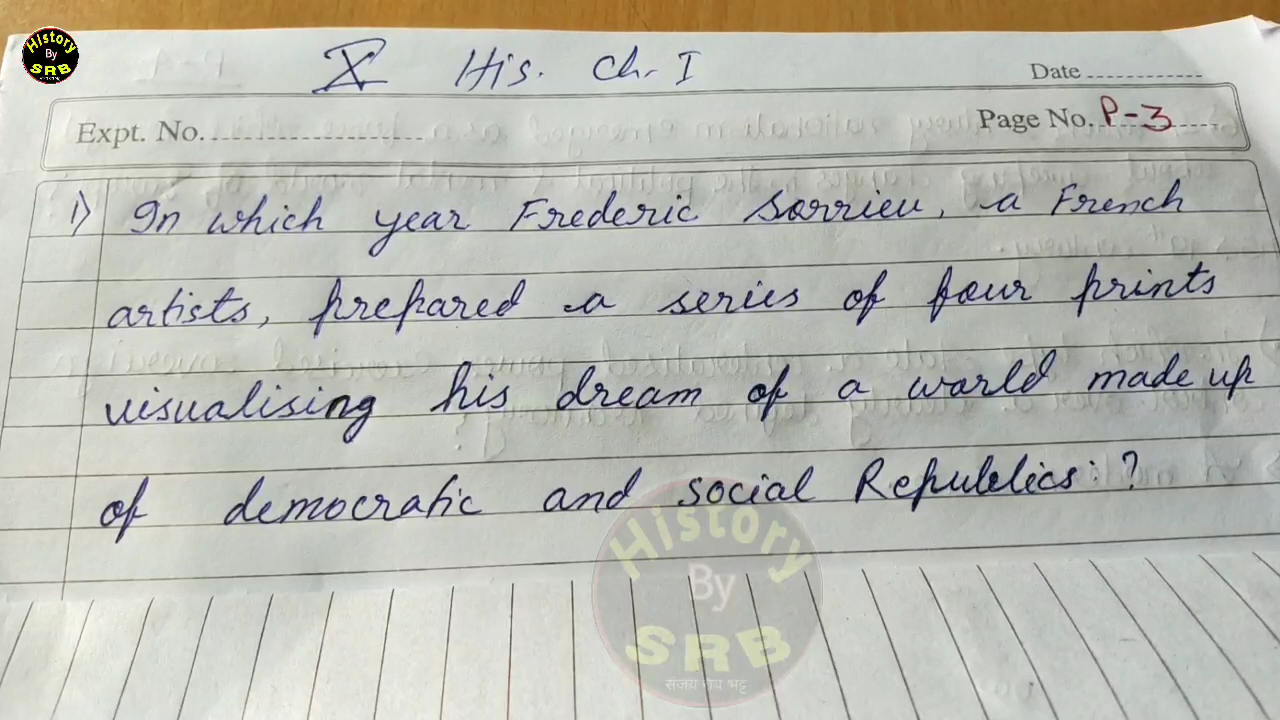 History
By
SRB
X His. Ch. I
Date
Expt. No.
Page No. P-3
1) In which year Frederic Sorrieu, a French
artists, prepared a series of four prints
visualising his dream of a world made up
of democratic and social Republics:?
History
By
SRB
संजय राय भट्ट